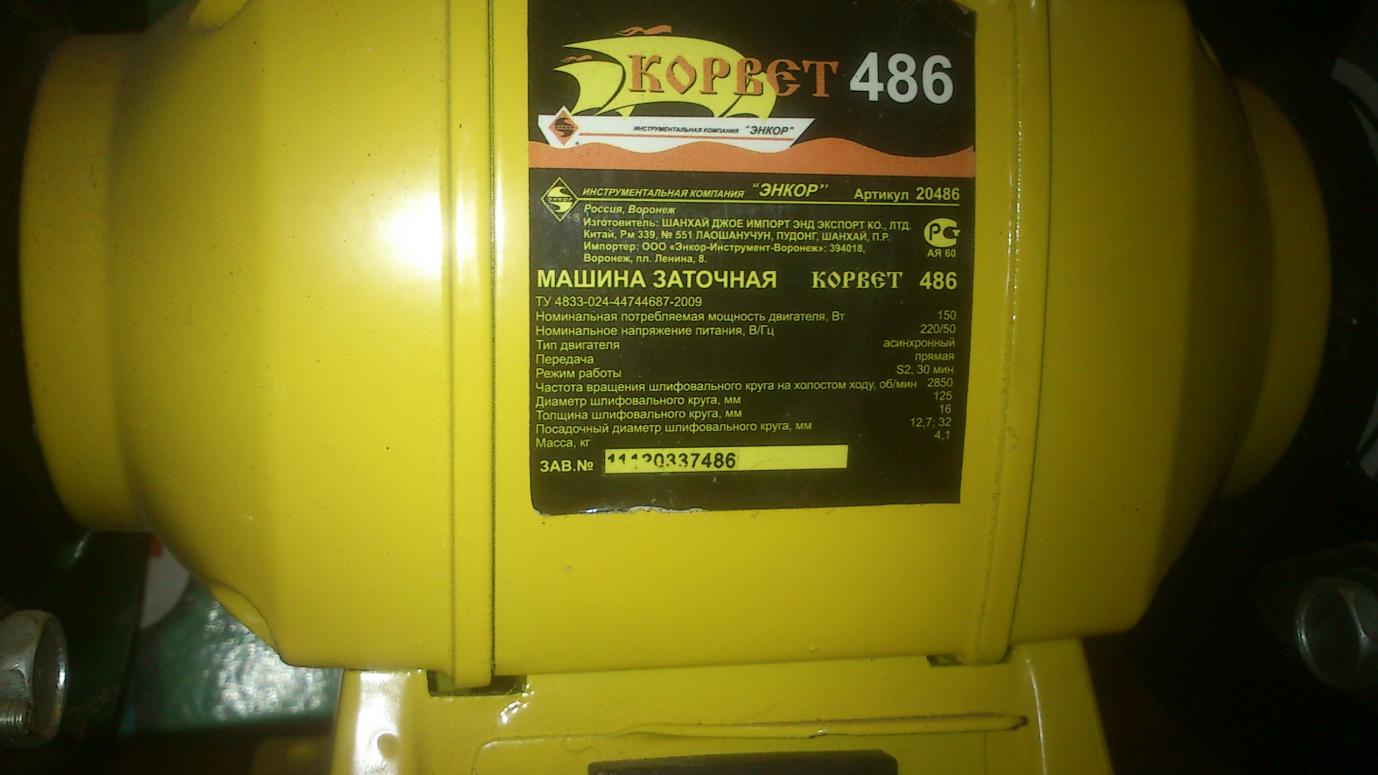 КОРВЕТ 486
ИНСТРУМЕНТАЛЬНАЯ КОМПАНИЯ "ЭНКОР"
ЭНКОР ИНСТРУМЕНТАЛЬНАЯ КОМПАНИЯ "ЭНКОР" Артикул 20486
Россия, Воронеж
Изготовитель: ШАНХАЙ ДЖОЕ ИМПОРТ ЭНД ЭКСПОРТ КО., ЛТД.
Китай, Рм 339, № 551 ЛАОШАНУЧУН, ПУДОНГ, ШАНХАЙ, П.Р.
Импортер: ООО «Энкор-Инструмент-Воронеж»: 394018,
Воронеж, пл. Ленина, 8.
РСТ
АЯ 60
МАШИНА ЗАТОЧНАЯ КОРВЕТ 486
ТУ 4833-024-44744687-2009
Номинальная потребляемая мощность двигателя, Вт 150
Номинальное напряжение питания, В/Гц 220/50
Тип двигателя асинхронный
Передача прямая
Режим работы S2, 30 мин
Частота вращения шлифовального круга на холостом ходу, об/мин 2850
Диаметр шлифовального круга, мм 125
Толщина шлифовального круга, мм 16
Посадочный диаметр шлифовального круга, мм 12,7; 32
Масса, кг 4,1
ЗАВ.№